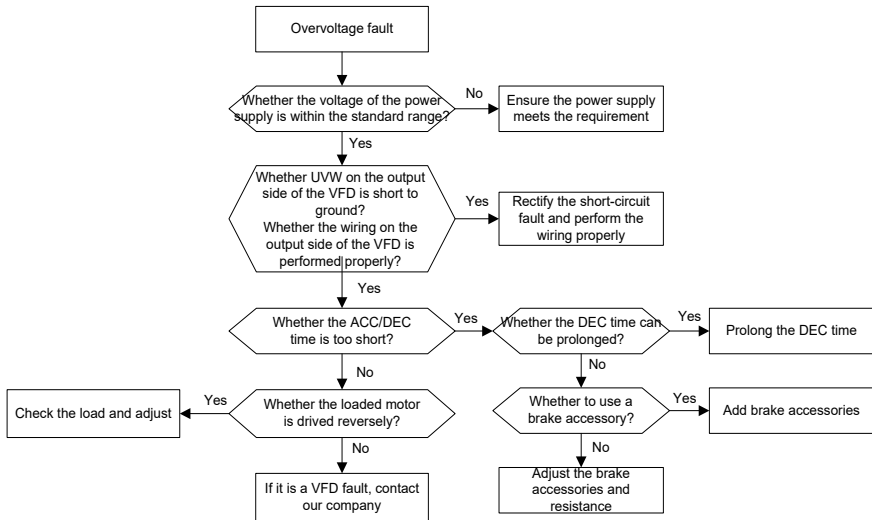 Overvoltage fault
Whether the voltage of the power
supply is within the standard range?
No
Ensure the power supply
meets the requirement
Yes
Whether UVW on the output
side of the VFD is short to
ground?
Whether the wiring on the
output side of the VFD is
performed properly?
Yes
Rectify the short-circuit
fault and perform the
wiring properly
Yes
Whether the ACC/DEC
time is too short?
Yes
Whether the DEC time can
be prolonged?
Yes
Prolong the DEC time
No
No
Check the load and adjust
Yes
Whether the loaded motor
is drived reversely?
Whether to use a
brake accessory?
Yes
Add brake accessories
No
No
If it is a VFD fault, contact
our company
Adjust the brake
accessories and
resistance